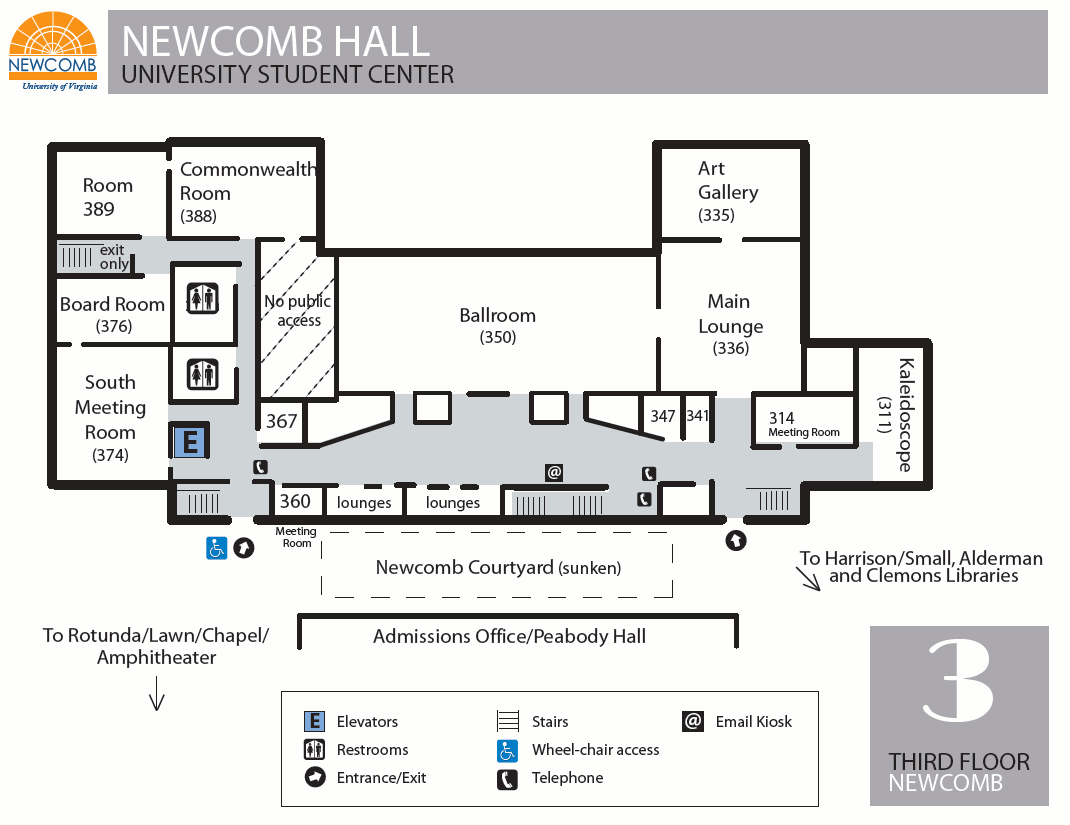 NEWCOMB
University of Virginia
NEWCOMB HALL
UNIVERSITY STUDENT CENTER
Room
389
Commonwealth
Room
(388)
exit
only
Board Room
(376)
South
Meeting
Room
(374)
E
No public
access
367
Ballroom
(350)
Art
Gallery
(335)
Main
Lounge
(336)
347
341
314
Meeting Room
Kaleidoscope
(311)
@
360
Meeting
Room
lounges
lounges
Newcomb Courtyard (sunken)
To Harrison/Small, Alderman
and Clemons Libraries
To Rotunda/Lawn/Chapel/
Amphitheater
Admissions Office/Peabody Hall
E Elevators
Restrooms
Entrance/Exit
Stairs
Wheel-chair access
Telephone
@ Email Kiosk
3
THIRD FLOOR
NEWCOMB